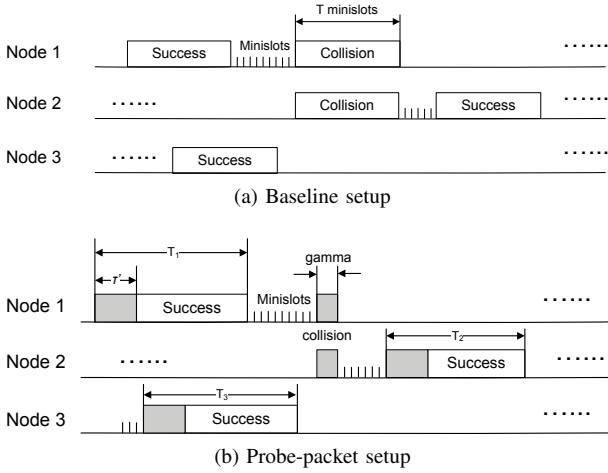 T minislots
Node 1 Success Minislots Collision ......
Node 2 ...... Collision Success ......
Node 3 ...... Success ......
(a) Baseline setup
T₁ gamma
τ'
Node 1 Success Minislots ......
collision T₂
Node 2 ...... Success ......
T₃
Node 3 Success ......
(b) Probe-packet setup